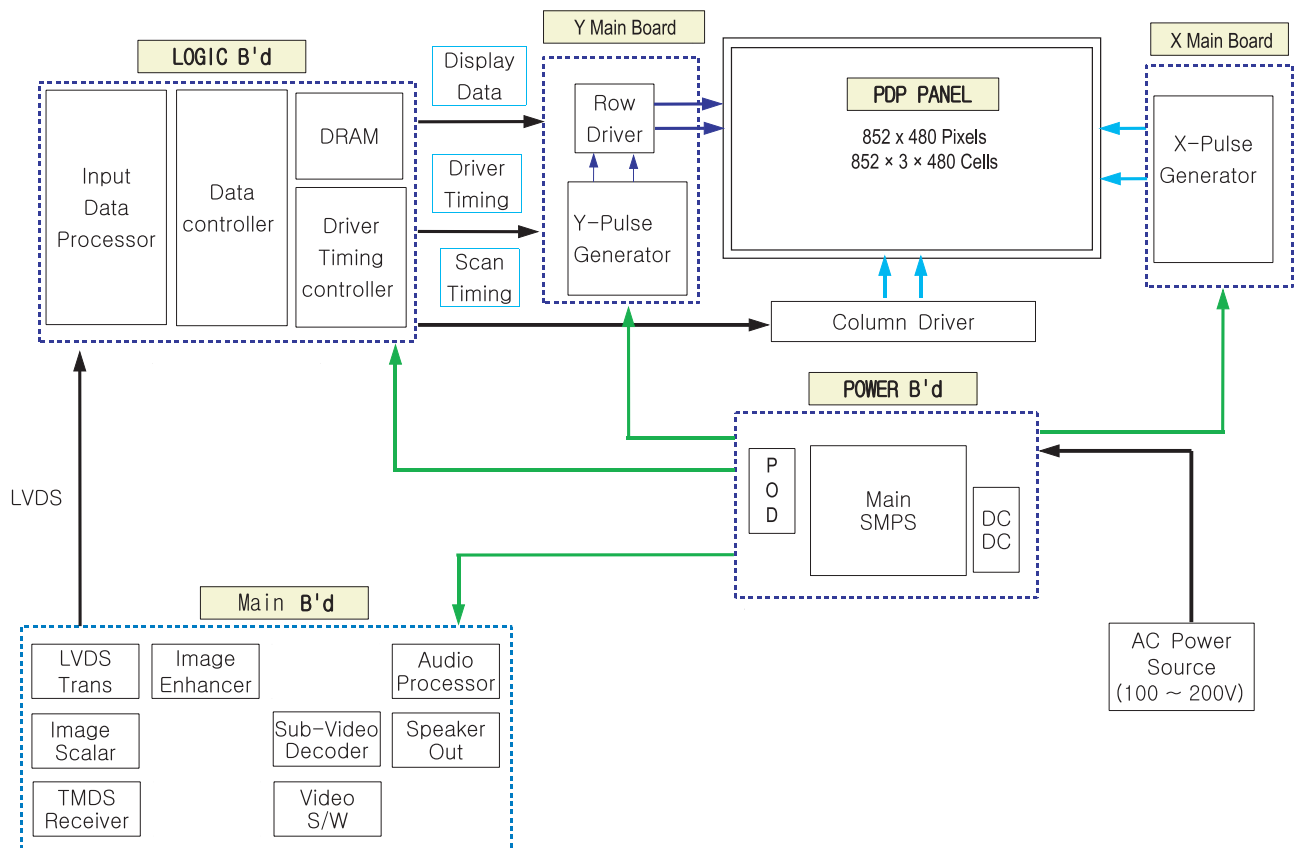 LOGIC B'd
Input
Data
Processor
Data
controller
DRAM
Driver
Timing
controller
Display
Data
Driver
Timing
Scan
Timing
Y Main Board
Row
Driver
Y-Pulse
Generator
PDP PANEL
852 x 480 Pixels
852 × 3 × 480 Cells
X Main Board
X-Pulse
Generator
Column Driver
POWER B'd
P
O
D
Main
SMPS
DC
DC
LVDS
Main B'd
LVDS
Trans
Image
Enhancer
Audio
Processor
Image
Scalar
Sub-Video
Decoder
Speaker
Out
TMDS
Receiver
Video
S/W
AC Power
Source
(100 ~ 200V)